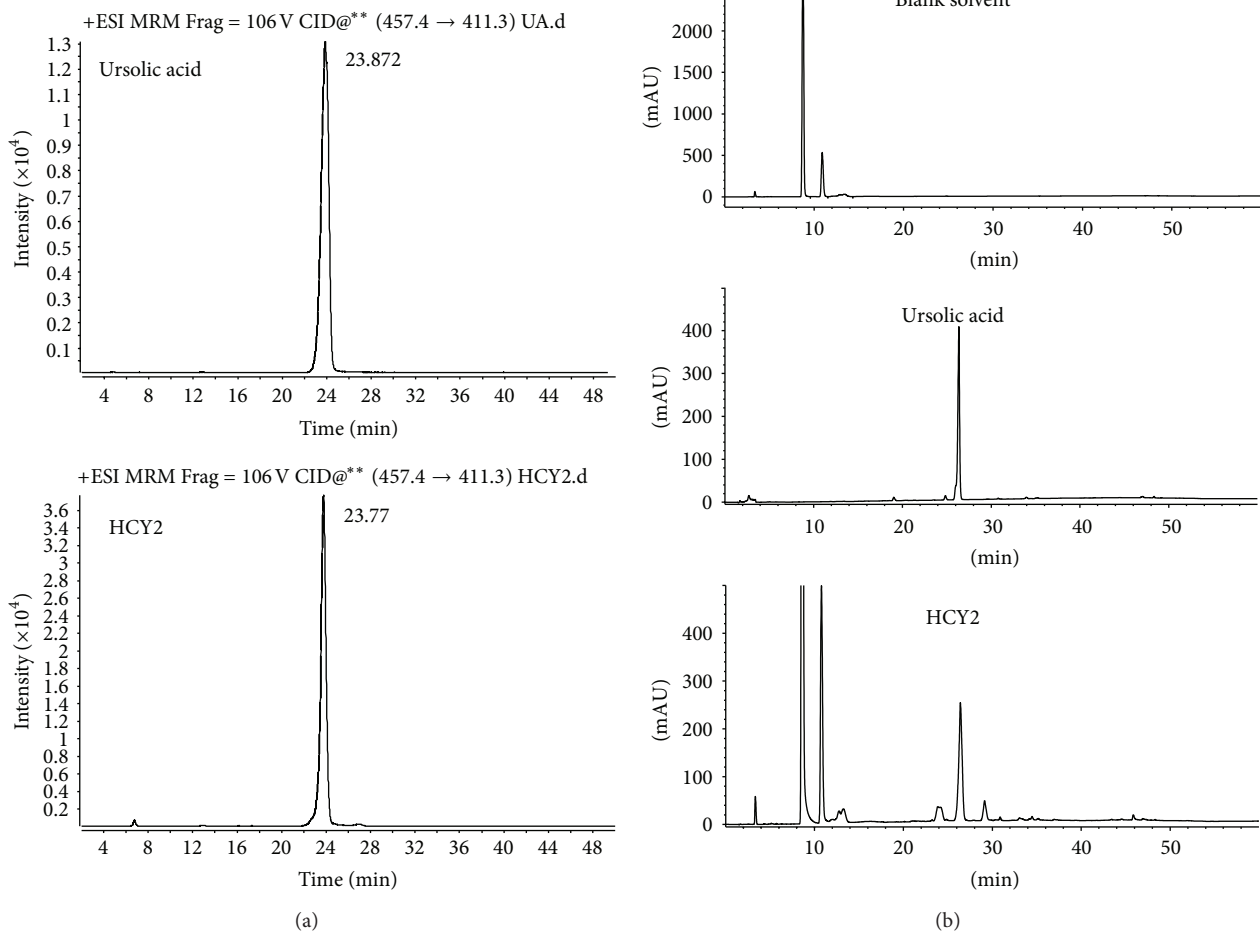 +ESI MRM Frag = 106 V CID@** (457.4 → 411.3) UA.d
Ursolic acid
23.872
Intensity (×10⁴)
1.3
1.2
1.1
1
0.9
0.8
0.7
0.6
0.5
0.4
0.3
0.2
0.1
4 8 12 16 20 24 28 32 36 40 44 48
Time (min)
+ESI MRM Frag = 106 V CID@** (457.4 → 411.3) HCY2.d
HCY2
23.77
Intensity (×10⁴)
3.6
3.4
3.2
3
2.8
2.6
2.4
2.2
2
1.8
1.6
1.4
1.2
1
0.8
0.6
0.4
0.2
4 8 12 16 20 24 28 32 36 40 44 48
Time (min)
(a)
Blank solvent
(mAU)
2000
1500
1000
500
0
10 20 30 40 50
(min)
Ursolic acid
(mAU)
400
300
200
100
0
10 20 30 40 50
(min)
HCY2
(mAU)
400
300
200
100
0
10 20 30 40 50
(min)
(b)